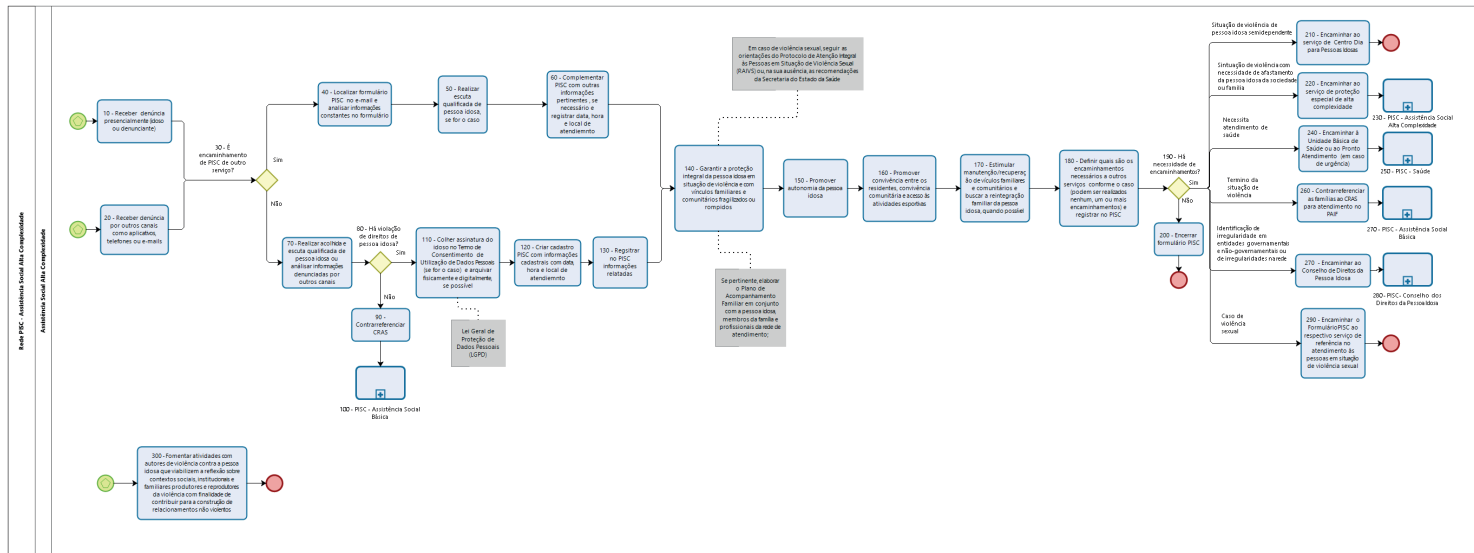 Rede PISC - Assistência Social Alta Complexidade
Assistência Social Alta Complexidade
10 - Receber denúncia
presencialmente (idoso
ou denunciante)
20 - Receber denúncia
por outros canais
como aplicativos,
telefones ou e-mails
30 - É
encaminhamento
de PISC de outro
serviço?
Sim
Não
40 - Localizar formulário
PISC no e-mail e
analisar informações
constantes no formulário
50 - Realizar
escuta
qualificada de
pessoa idosa,
se for o caso
60 - Complementar
PISC com outras
informações
pertinentes , se
necessário e
registrar data, hora
e local de
atendiemnto
70 - Realizar acolhida e
escuta qualificada de
pessoa idosa ou
analisar informações
denunciadas por
outros canais
80 - Há violação
de direitos de
pessoa idosa?
Sim
Não
90 -
Contrarreferenciar
CRAS
100 - PISC - Assistência Social
Básica
110 - Colher assinatura do
idoso no Termo de
Consentimento de
Utilização de Dados Pessoais
(se for o caso) e arquivar
fisicamente e digitalmente,
se possível
Lei Geral de
Proteção de
Dados Pessoais
(LGPD)
120 - Criar cadastro
PISC com informações
cadastrais com data,
hora e local de
atendiemnto
130 - Regsitrar
no PISC
informações
relatadas
Em caso de violência sexual, seguir as
orientações do Protocolo de Atenção Integral
às Pessoas em Situação de Violência Sexual
(RAIVS) ou, na sua ausência, as recomendações
da Secretaria do Estado da Saúde
140 - Garantir a proteção
integral da pessoa idosa em
situação de violência e com
vínculos familiares e
comunitários fragilizados ou
rompidos
Se pertinente, elaborar
o Plano de
Acompanhamento
Familiar em conjunto
com a pessoa idosa,
membros da família e
profissionais da rede de
atendimento;
150 - Promover
autonomia da pessoa
idosa
160 - Promover
convivência entre os
residentes, convivência
comunitária e acesso às
atividades esportivas
170 - Estimular
manutenção/recuperaç
ão de vículos familiares
e comunitários e
buscar a reintegração
familiar da pessoa
idosa, quando possível
180 - Definir quais são os
encaminhamentos
necessários a outros
serviços conforme o caso
(podem ser realizados
nenhum, um ou mais
encaminhamentos) e
registrar no PISC
190 - Há
necessidade de
encaminhamentos?
Sim
Não
200 - Encerrar
formulário PISC
Situação de violência de
pessoa idosa semidependente
210 - Encaminhar ao
serviço de Centro Dia
para Pessoas Idosas
Sintuação de violência com
necessidade de afastamento
da pessoa idosa da sociedade
ou família
220 - Encaminhar ao
serviço de proteção
especial de alta
complexidade
230 - PISC - Assistência Social
Alta Complexidade
Necessita
atendimento de
saúde
240 - Encaminhar à
Unidade Básica de
Saúde ou ao Pronto
Atendimento (em caso
de urgência)
250 - PISC - Saúde
Termino da
situação de
violência
260 - Contrarreferenciar
as famílias ao CRAS
para atendimento no
PAIF
270 - PISC - Assistência Social
Básica
Identificação de
irregularidade em
entidades governamentais
e não-governamentais ou
de irregularidades na rede
270 - Encaminhar ao
Conselho de Direitos da
Pessoa Idosa
280 - PISC - Conselho dos
Direitos da Pessoa Idosa
Caso de
violência
sexual
290 - Encaminhar o
Formulário PISC ao
respectivo serviço de
referência no
atendimento às
pessoas em situação
de violência sexual
300 - Fomentar atividades com
autores de violência contra a pessoa
idosa que viabilizem a reflexão sobre
contextos sociais, institucionais e
familiares produtores e reprodutores
da violência com finalidade de
contribuir para a construção de
relacionamentos não violentos